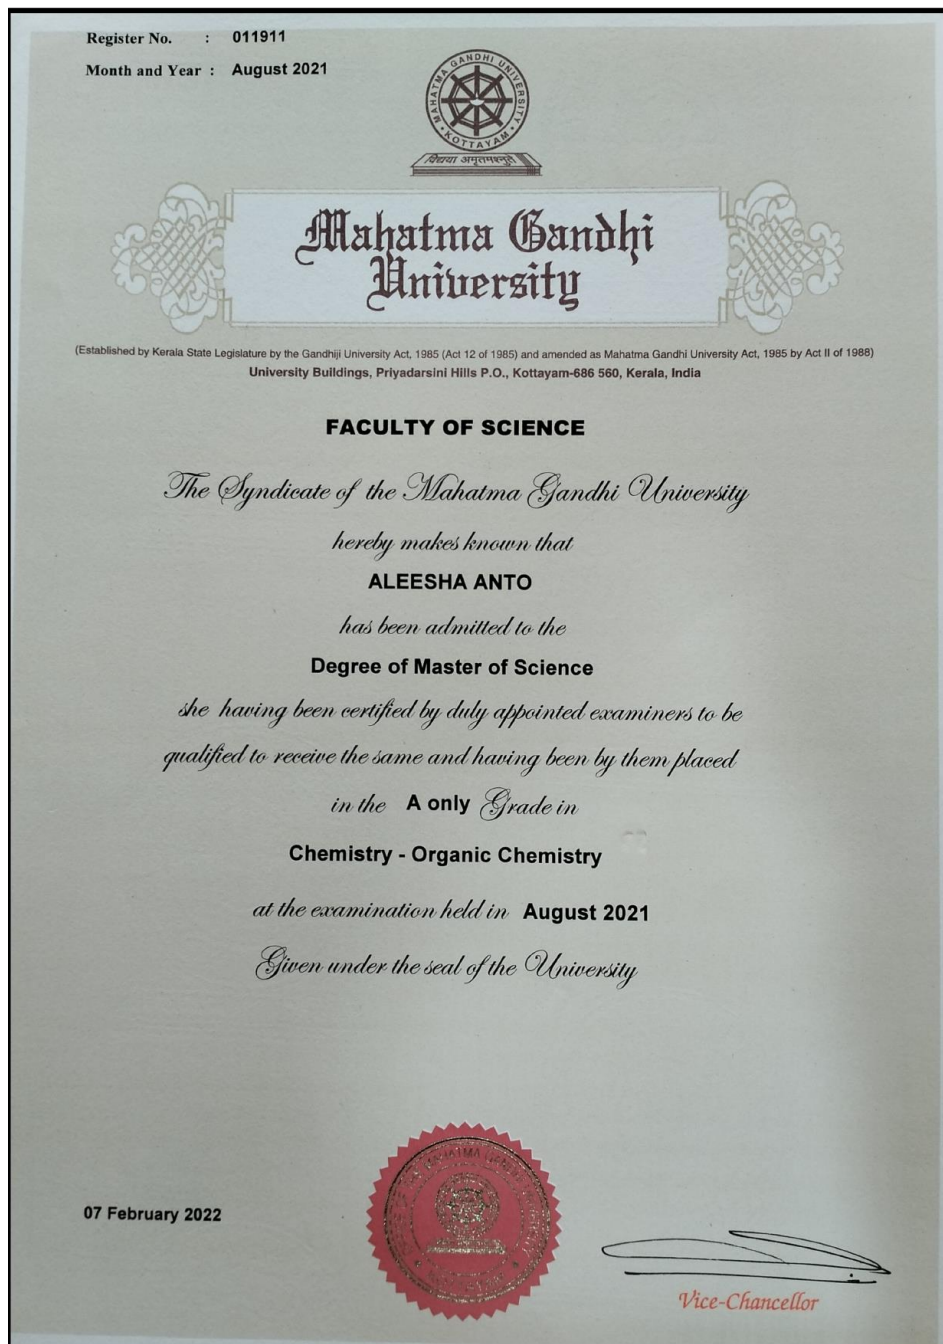 Register No. : 011911
Month and Year : August 2021
MAHATMA GANDHI UNIVERSITY
• KOTTAYAM •
विद्यया अमृतमश्नुते
Mahatma Gandhi
University
(Established by Kerala State Legislature by the Gandhiji University Act, 1985 (Act 12 of 1985) and amended as Mahatma Gandhi University Act, 1985 by Act II of 1988)
University Buildings, Priyadarsini Hills P.O., Kottayam-686 560, Kerala, India
FACULTY OF SCIENCE
The Syndicate of the Mahatma Gandhi University
hereby makes known that
ALEESHA ANTO
has been admitted to the
Degree of Master of Science
she having been certified by duly appointed examiners to be
qualified to receive the same and having been by them placed
in the A only Grade in
Chemistry - Organic Chemistry
at the examination held in August 2021
Given under the seal of the University
07 February 2022
Vice-Chancellor